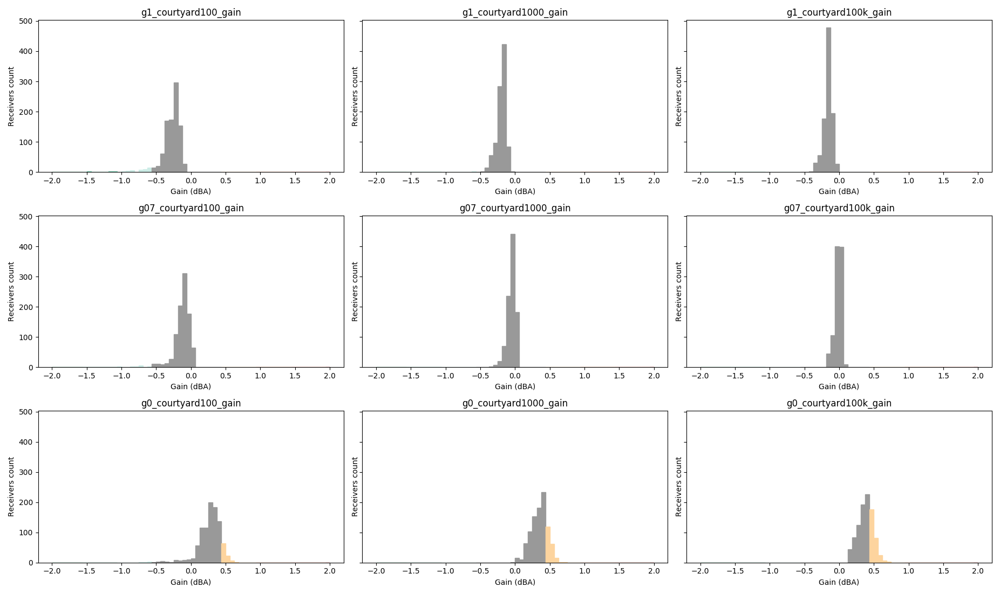 g1_courtyard100_gain
g1_courtyard1000_gain
g1_courtyard100k_gain
500
400
300
200
100
0
Receivers count
Receivers count
Receivers count
−2.0 −1.5 −1.0 −0.5 0.0 0.5 1.0 1.5 2.0
−2.0 −1.5 −1.0 −0.5 0.0 0.5 1.0 1.5 2.0
−2.0 −1.5 −1.0 −0.5 0.0 0.5 1.0 1.5 2.0
Gain (dBA)
Gain (dBA)
Gain (dBA)
g07_courtyard100_gain
g07_courtyard1000_gain
g07_courtyard100k_gain
500
400
300
200
100
0
Receivers count
Receivers count
Receivers count
−2.0 −1.5 −1.0 −0.5 0.0 0.5 1.0 1.5 2.0
−2.0 −1.5 −1.0 −0.5 0.0 0.5 1.0 1.5 2.0
−2.0 −1.5 −1.0 −0.5 0.0 0.5 1.0 1.5 2.0
Gain (dBA)
Gain (dBA)
Gain (dBA)
g0_courtyard100_gain
g0_courtyard1000_gain
g0_courtyard100k_gain
500
400
300
200
100
0
Receivers count
Receivers count
Receivers count
−2.0 −1.5 −1.0 −0.5 0.0 0.5 1.0 1.5 2.0
−2.0 −1.5 −1.0 −0.5 0.0 0.5 1.0 1.5 2.0
−2.0 −1.5 −1.0 −0.5 0.0 0.5 1.0 1.5 2.0
Gain (dBA)
Gain (dBA)
Gain (dBA)